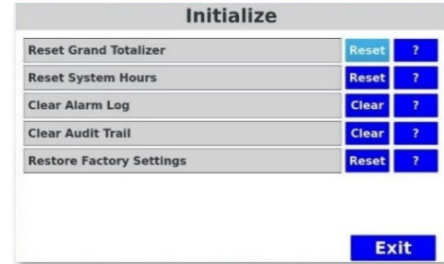 Initialize
Reset Grand Totalizer Reset ?
Reset System Hours Reset ?
Clear Alarm Log Clear ?
Clear Audit Trail Clear ?
Restore Factory Settings Reset ?
Exit